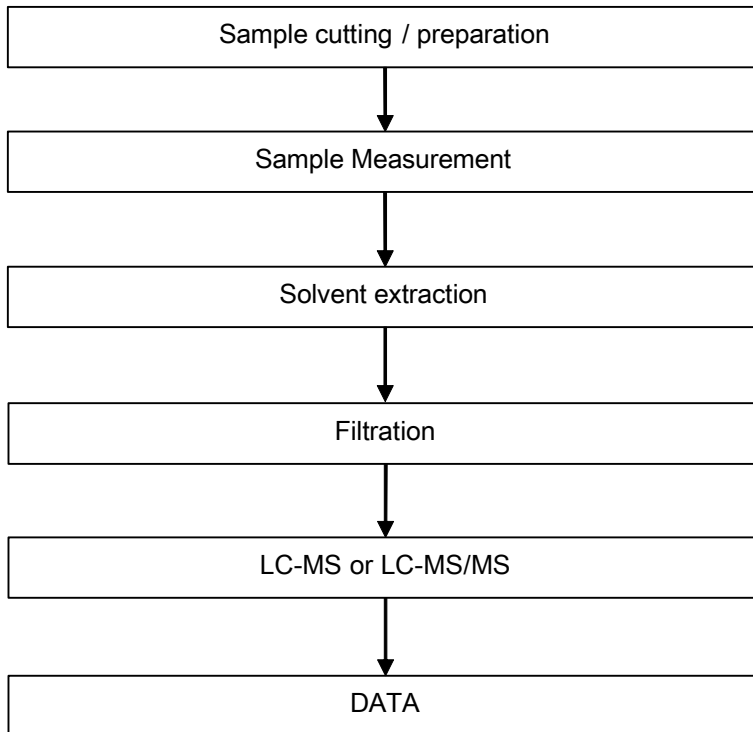 Sample cutting / preparation
Sample Measurement
Solvent extraction
Filtration
LC-MS or LC-MS/MS
DATA